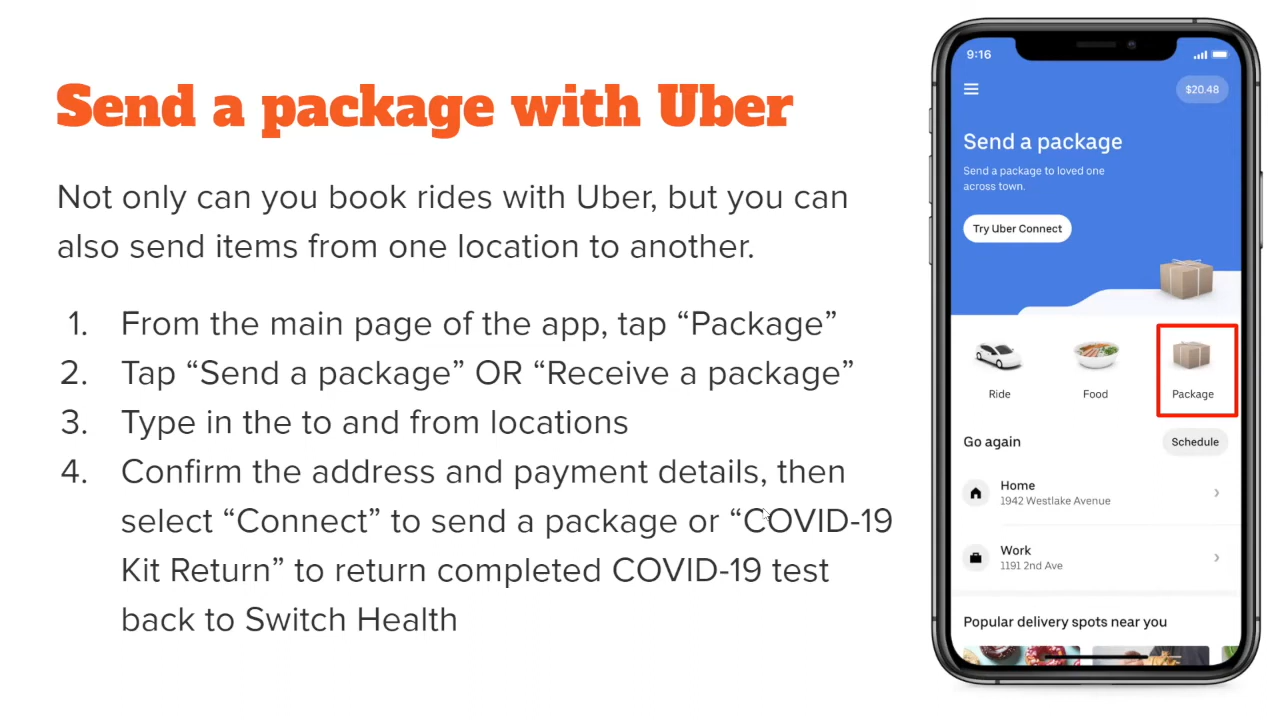 Send a package with Uber
Not only can you book rides with Uber, but you can
also send items from one location to another.
1. From the main page of the app, tap “Package”
2. Tap “Send a package” OR “Receive a package”
3. Type in the to and from locations
4. Confirm the address and payment details, then
select “Connect” to send a package or “COVID-19
Kit Return” to return completed COVID-19 test
back to Switch Health
9:16
$20.48
Send a package
Send a package to loved one
across town.
Try Uber Connect
Ride Food Package
Go again Schedule
Home
1942 Westlake Avenue
Work
1191 2nd Ave
Popular delivery spots near you